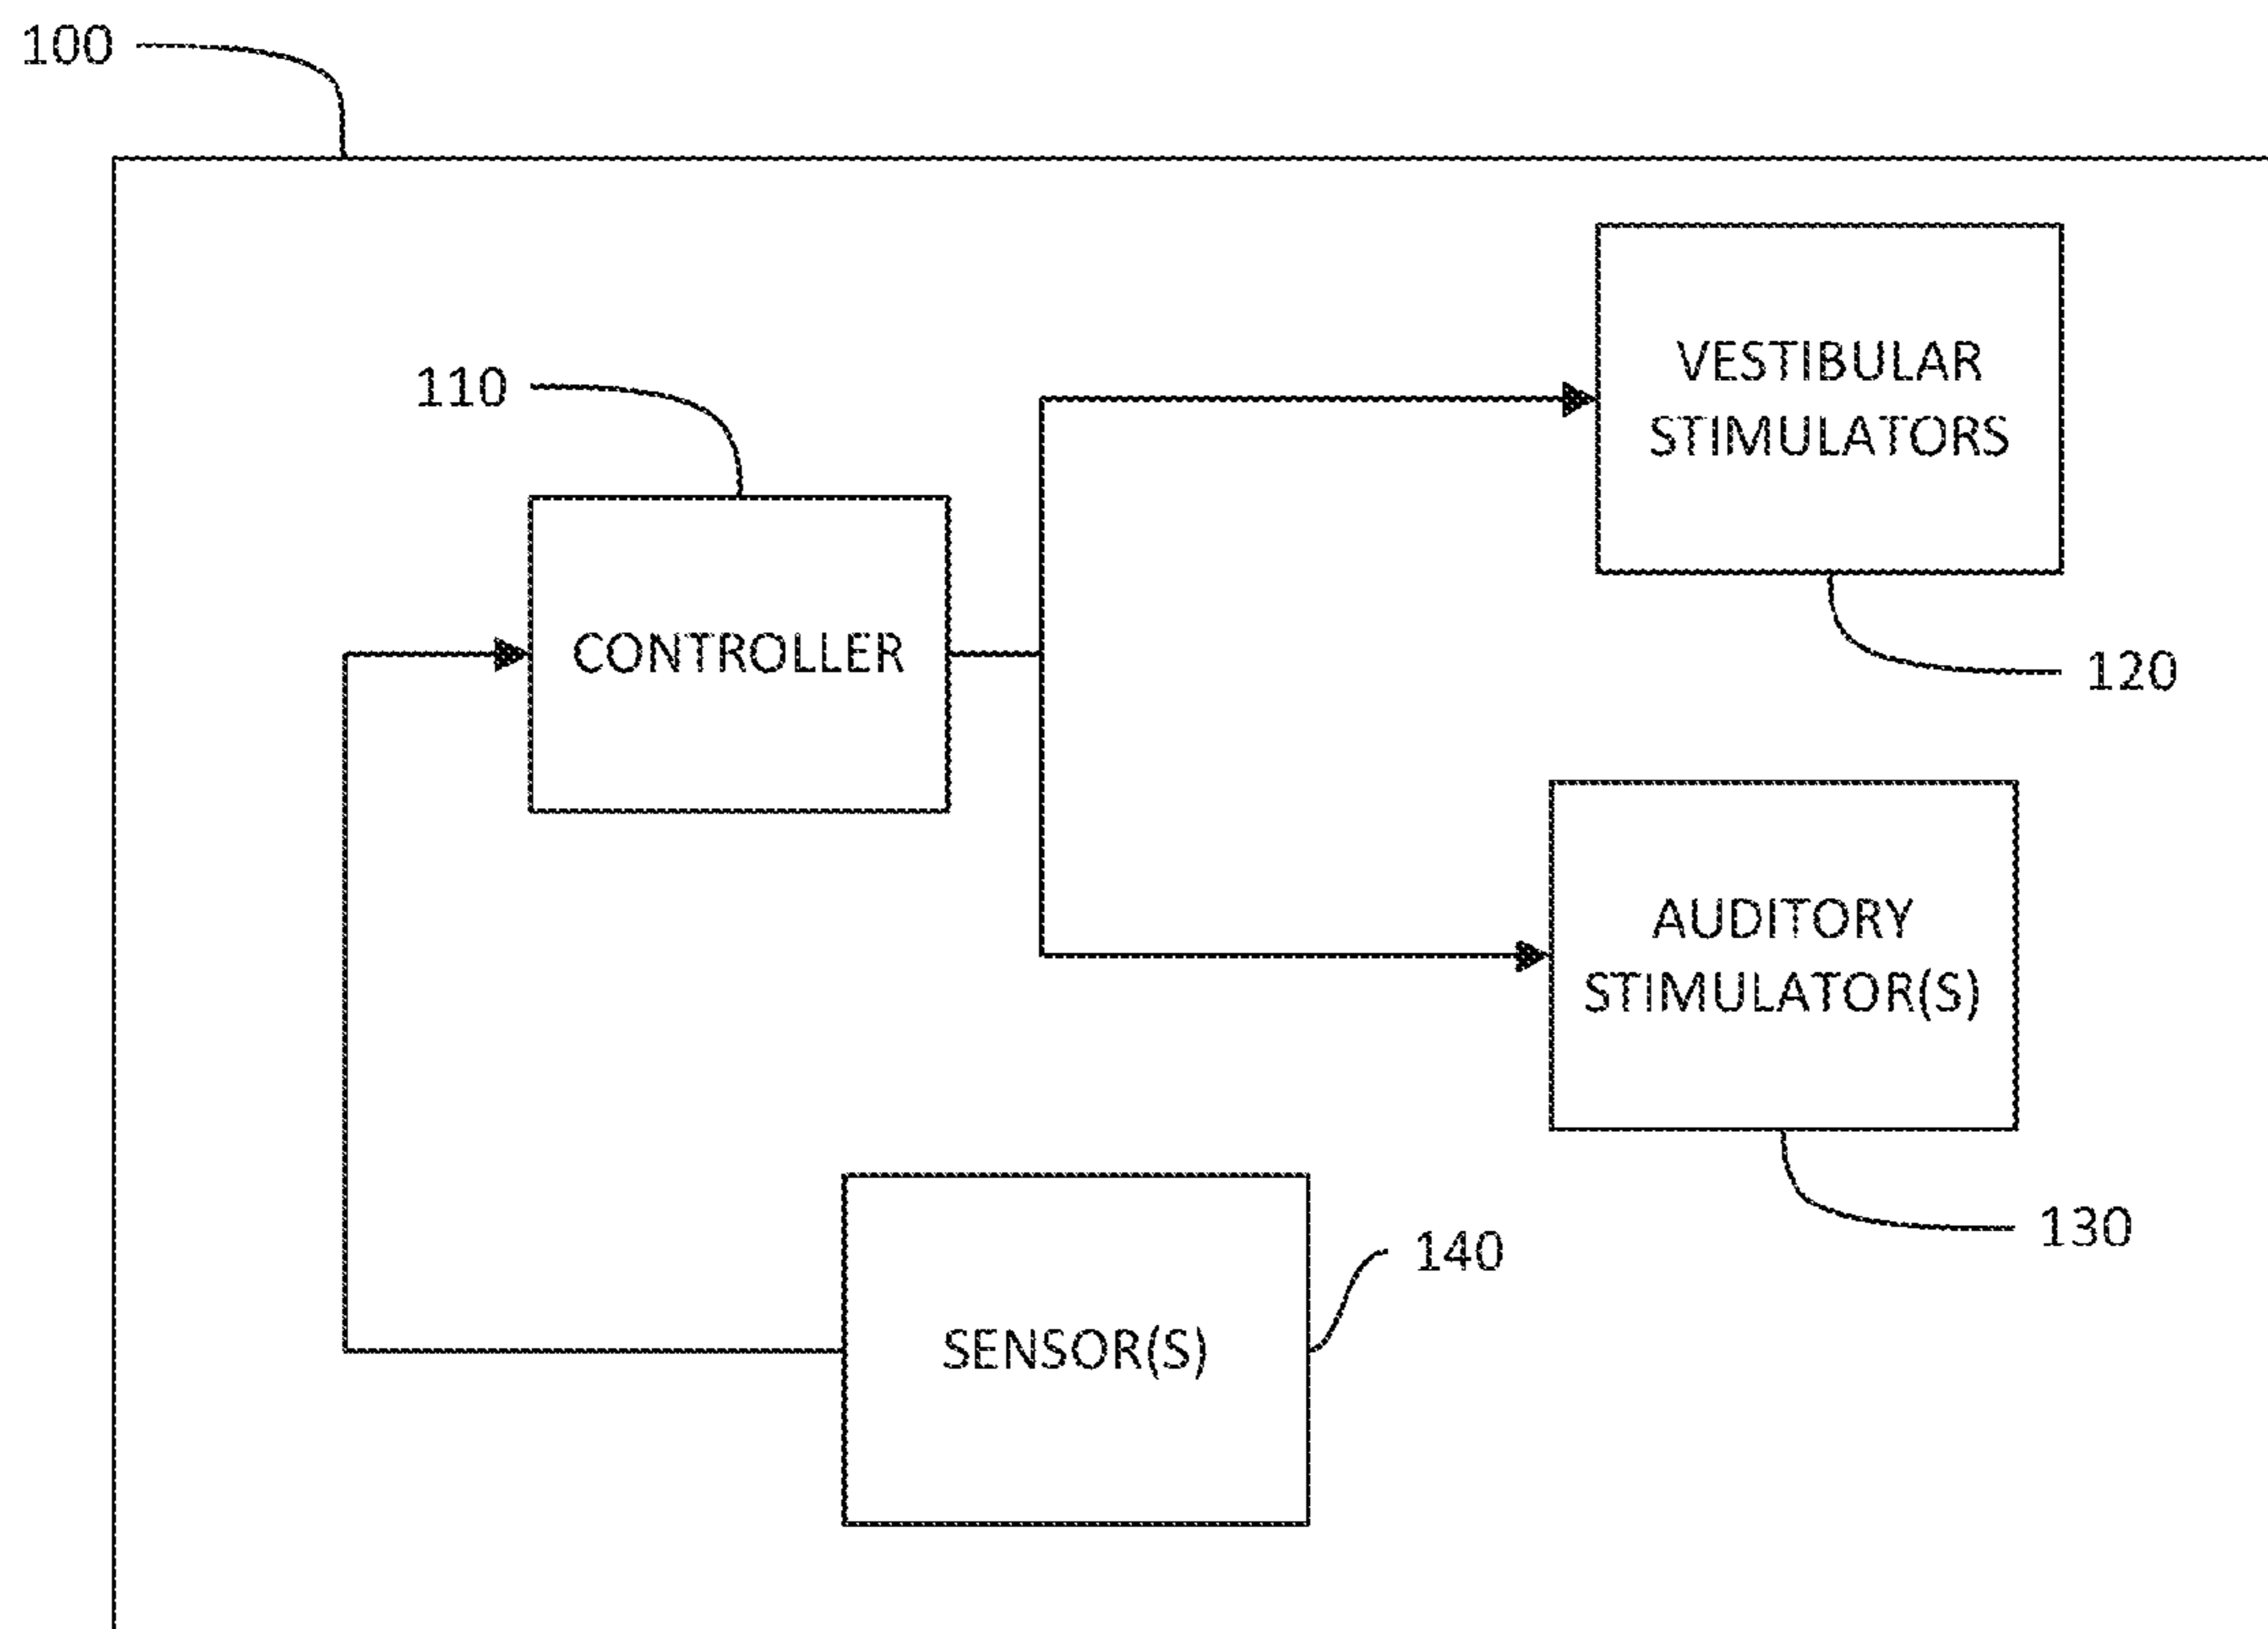 100
110
VESTIBULAR
STIMULATORS
CONTROLLER
120
AUDITORY
STIMULATOR(S)
130
140
SENSOR(S)